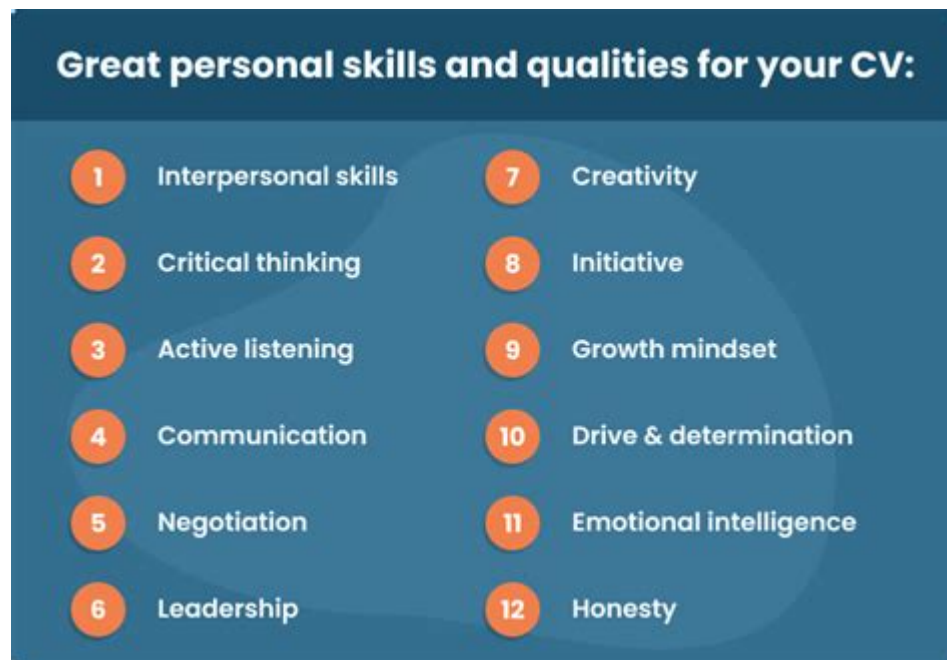 Great personal skills and qualities for your CV:
1 Interpersonal skills
2 Critical thinking
3 Active listening
4 Communication
5 Negotiation
6 Leadership
7 Creativity
8 Initiative
9 Growth mindset
10 Drive & determination
11 Emotional intelligence
12 Honesty